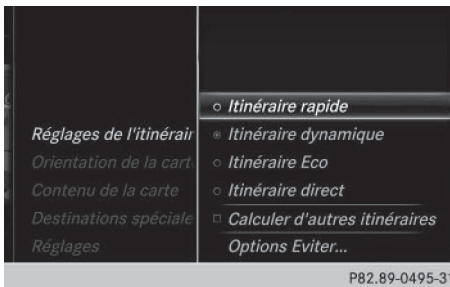 Réglages de l'itinérair
Orientation de la cart
Contenu de la carte
Destinations spéciale
Réglages
Itinéraire rapide
Itinéraire dynamique
Itinéraire Eco
Itinéraire direct
Calculer d'autres itinéraires
Options Eviter...
P82.89-0495-31